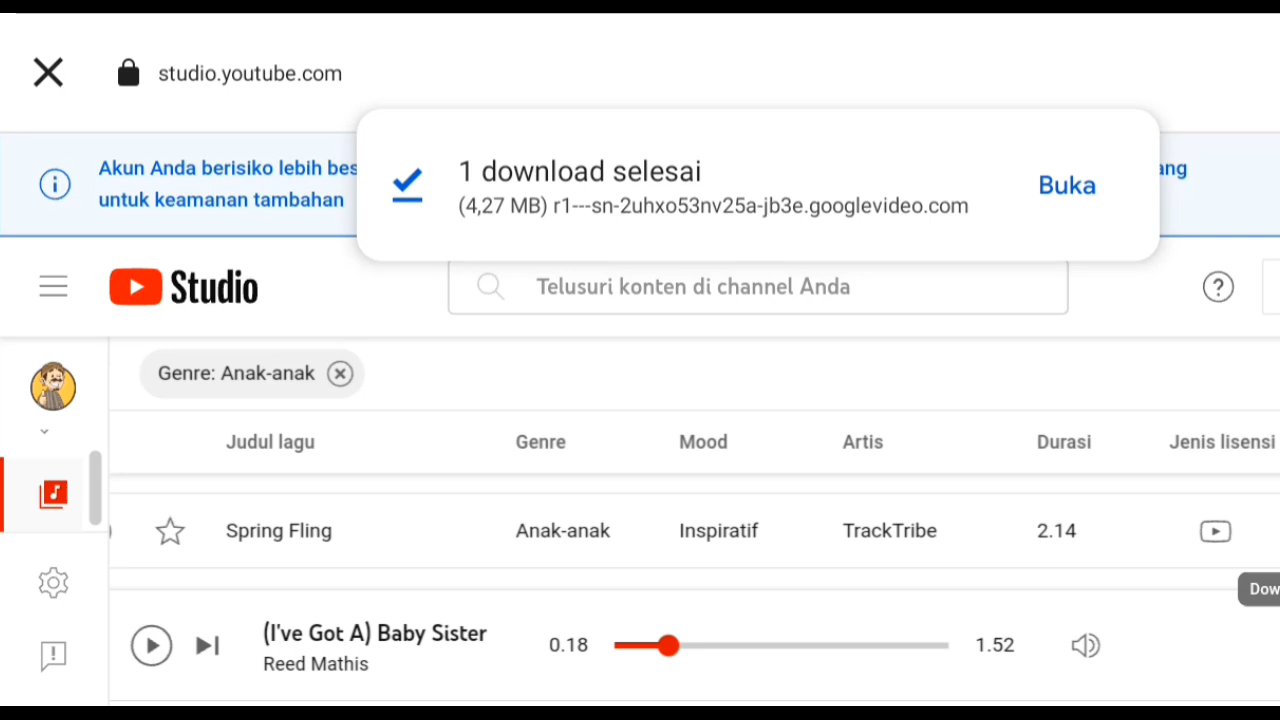 studio.youtube.com
1 download selesai
(4,27 MB) r1---sn-2uhxo53nv25a-jb3e.googlevideo.com
Buka
Akun Anda berisiko lebih bes
ang
untuk keamanan tambahan
Studio
Telusuri konten di channel Anda
Genre: Anak-anak
Judul lagu Genre Mood Artis Durasi Jenis lisensi
Spring Fling Anak-anak Inspiratif TrackTribe 2.14
Dow
(I've Got A) Baby Sister
Reed Mathis
0.18 1.52